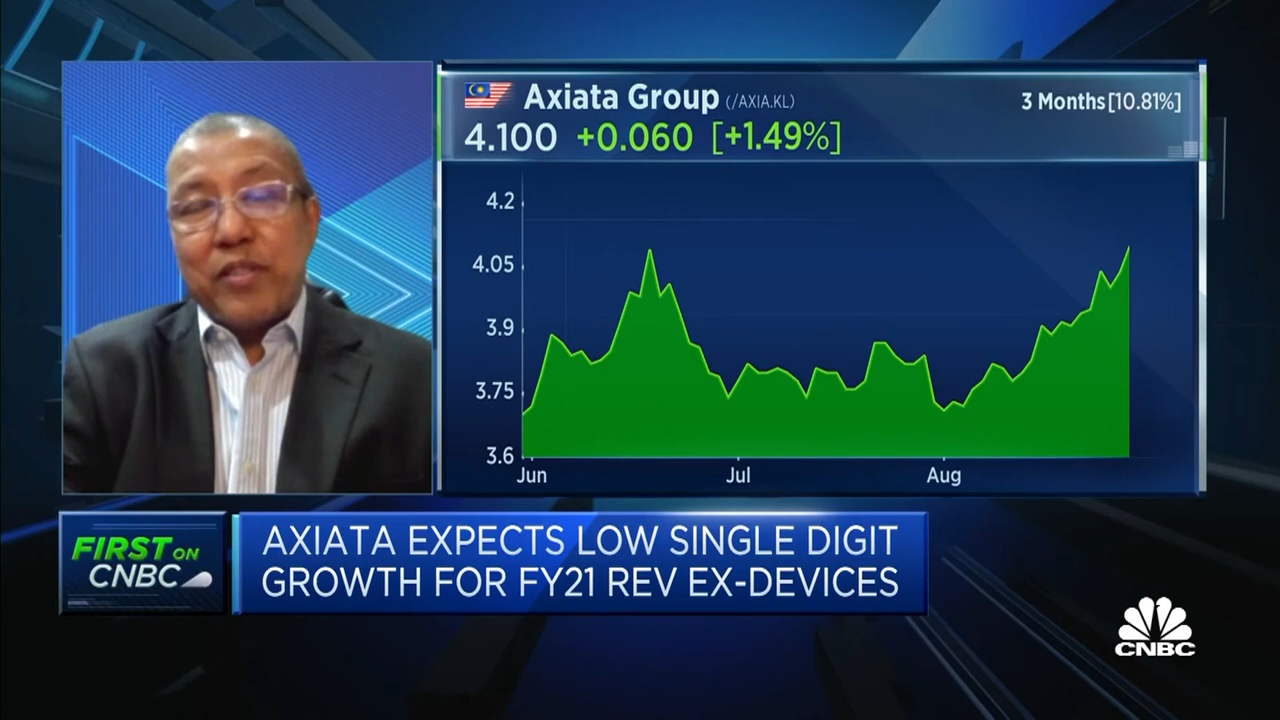 Axiata Group (/AXIA.KL)
3 Months[10.81%]
4.100 +0.060 [+1.49%]
4.2
4.05
3.9
3.75
3.6
Jun Jul Aug
FIRST ON
CNBC
AXIATA EXPECTS LOW SINGLE DIGIT
GROWTH FOR FY21 REV EX-DEVICES
CNBC